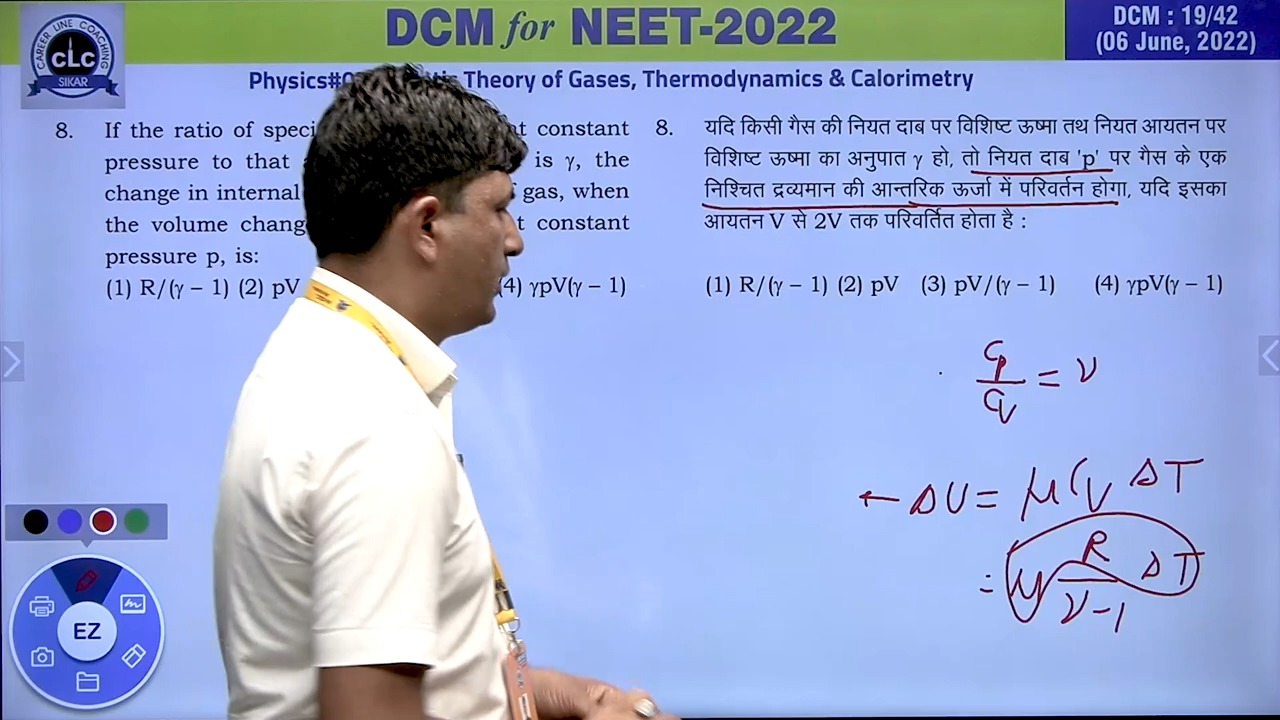 DCM for NEET-2022
DCM : 19/42
(06 June, 2022)
CAREER LINE COACHING
CLC
SIKAR
Theory of Gases, Thermodynamics & Calorimetry
8. If the ratio of constant
pressure to that is γ, the
change in internal gas, when
the volume constant
pressure p, is:
(1) R/(γ − 1) (2) pV (4) γpV(γ − 1)
8. यदि किसी गैस की नियत दाब पर विशिष्ट ऊष्मा तथ नियत आयतन पर
विशिष्ट ऊष्मा का अनुपात γ हो, तो नियत दाब 'p' पर गैस के एक
निश्चित द्रव्यमान की आन्तरिक ऊर्जा में परिवर्तन होगा, यदि इसका
आयतन V से 2V तक परिवर्तित होता है :
(1) R/(γ − 1) (2) pV (3) pV/(γ − 1) (4) γpV(γ − 1)
Cp/Cv = γ
← ΔU = μCv ΔT
= μ R/(γ-1) ΔT
EZ